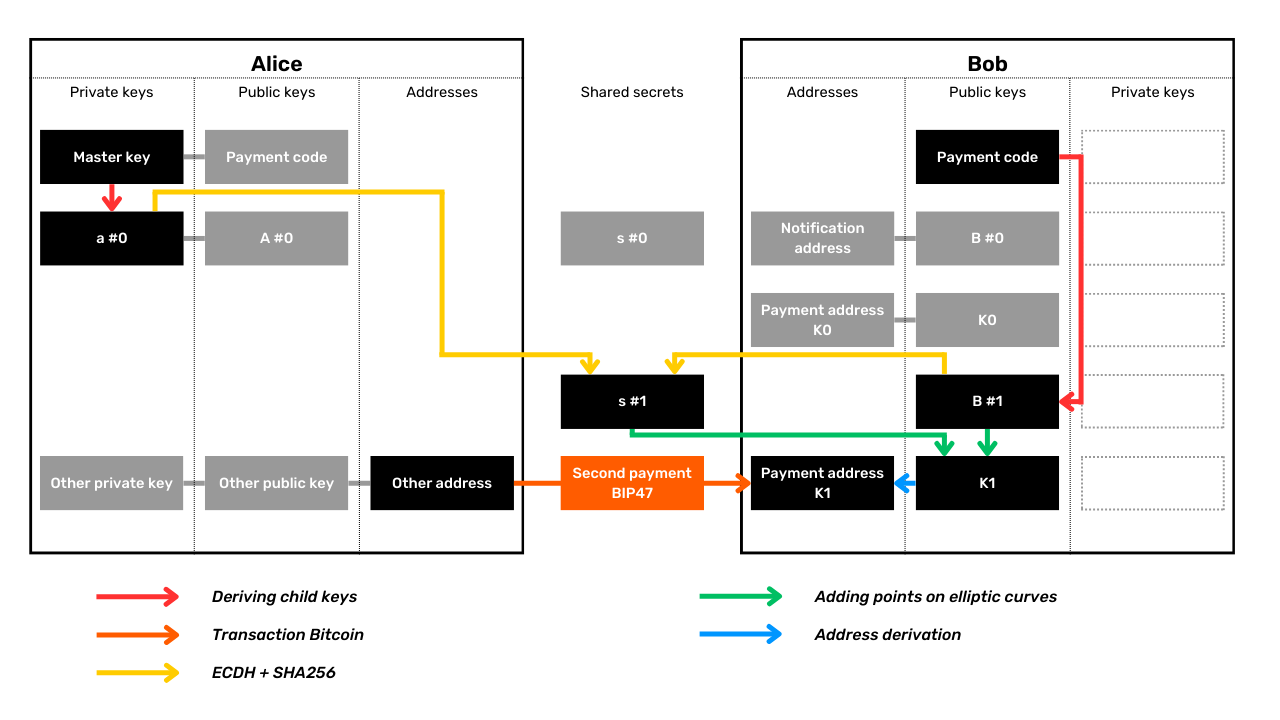 Alice
Bob
Private keys
Public keys
Addresses
Shared secrets
Addresses
Public keys
Private keys
Master key
Payment code
Payment code
a #0
A #0
s #0
Notification
address
B #0
Payment address
K0
K0
s #1
B #1
Other private key
Other public key
Other address
Second payment
BIP47
Payment address
K1
K1
Deriving child keys
Adding points on elliptic curves
Transaction Bitcoin
Address derivation
ECDH + SHA256